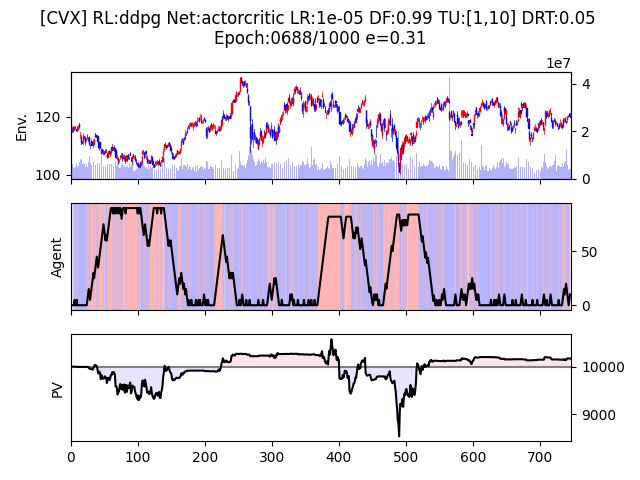 [CVX] RL:ddpg Net:actorcritic LR:1e-05 DF:0.99 TU:[1,10] DRT:0.05
Epoch:0688/1000 e=0.31
1e7
Env.
120
100
4
2
0
Agent
50
0
PV
10000
9000
0 100 200 300 400 500 600 700